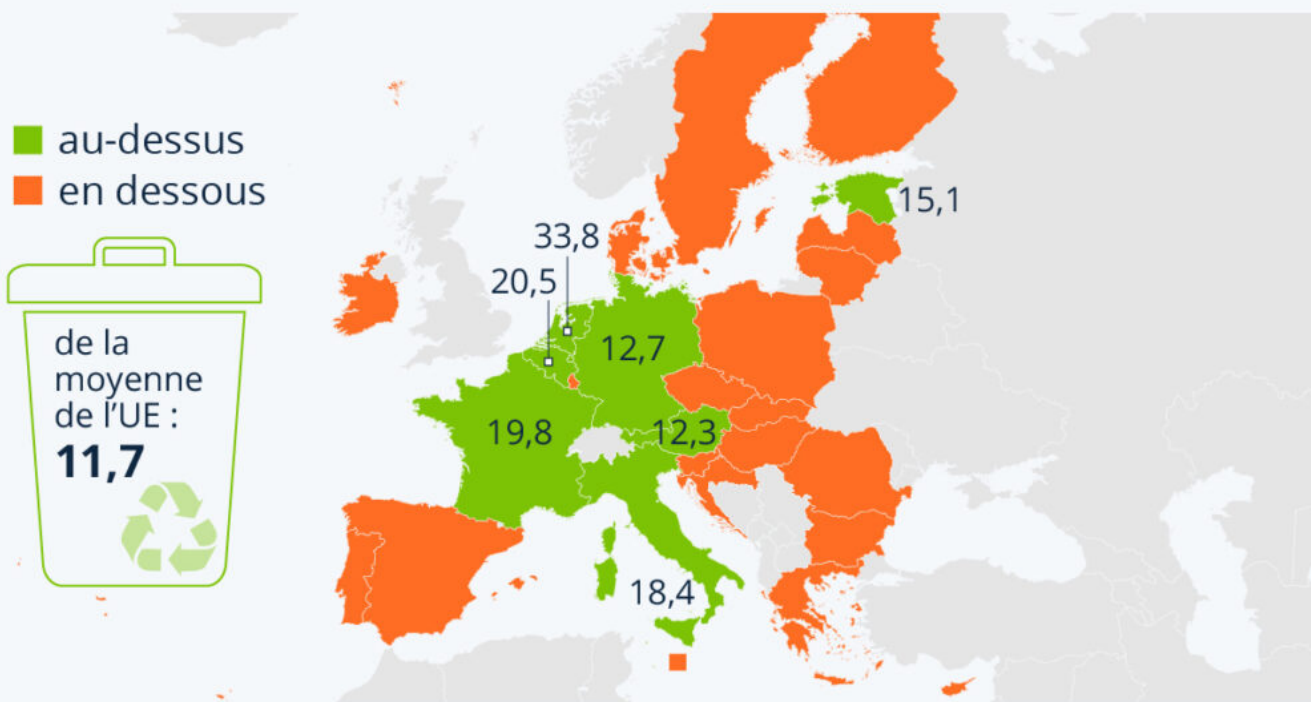 au-dessus
en dessous
de la
moyenne
de l'UE :
11,7
15,1
33,8
20,5
12,7
19,8
12,3
18,4